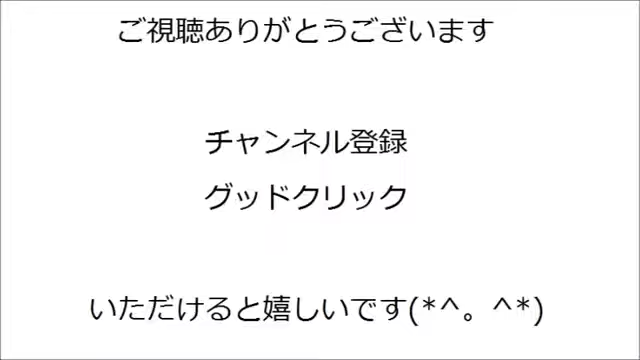 ご視聴ありがとうございます
チャンネル登録
グッドクリック
いただけると嬉しいです(*^。^*)